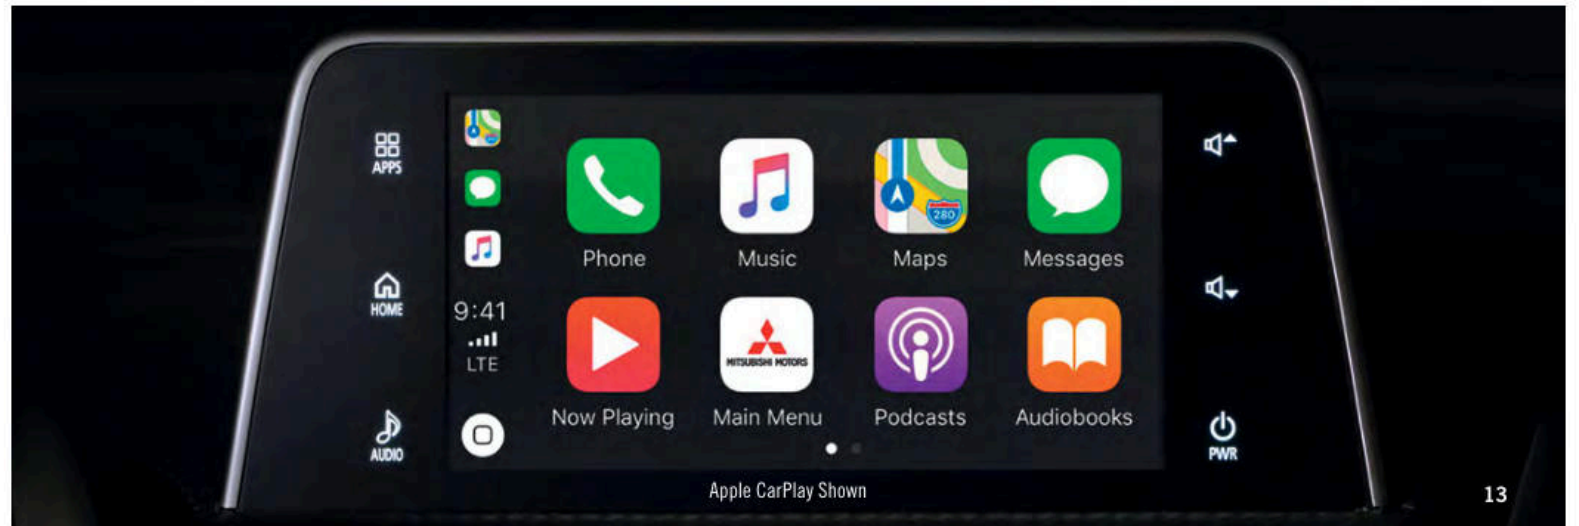 APPS
HOME
AUDIO
9:41
LTE
280
Phone
Music
Maps
Messages
MITSUBISHI MOTORS
Now Playing
Main Menu
Podcasts
Audiobooks
PWR
Apple CarPlay Shown
13